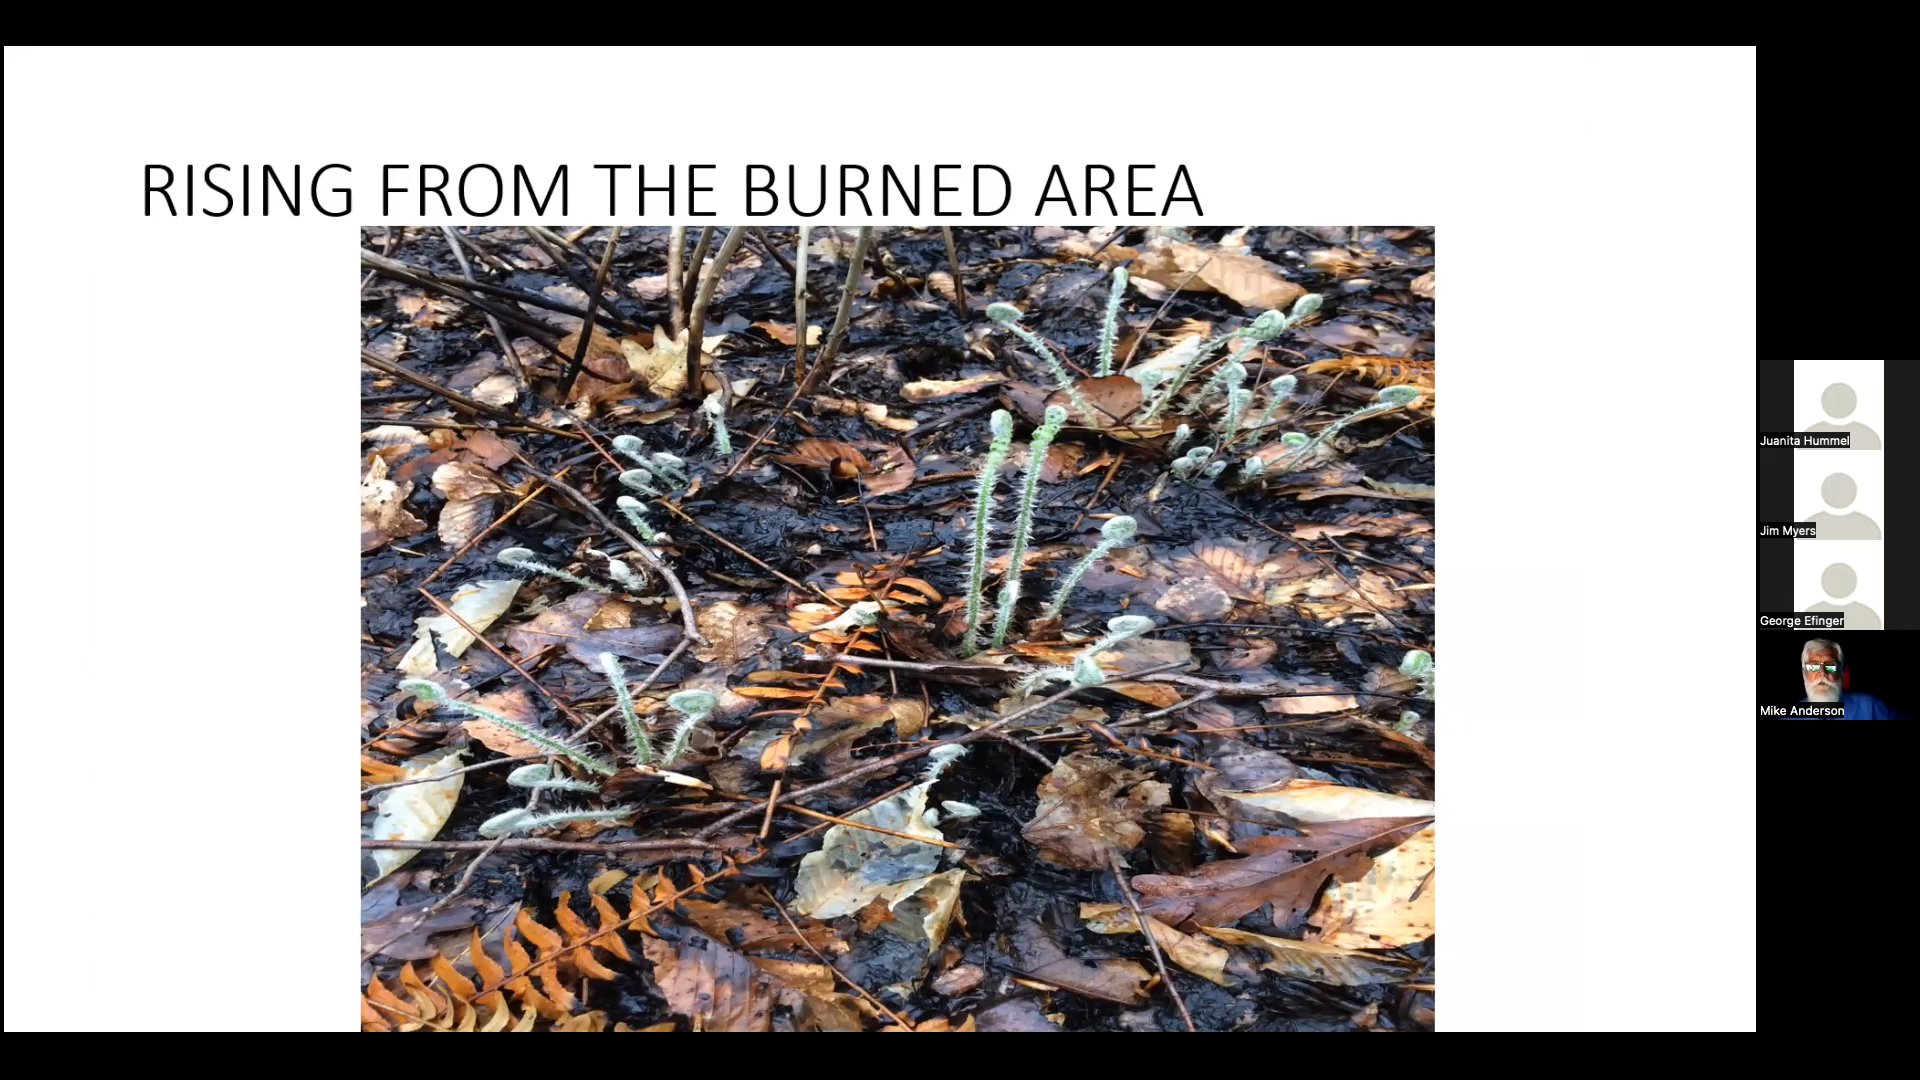 RISING FROM THE BURNED AREA
Juanita Hummel
Jim Myers
George Efinger
Mike Anderson